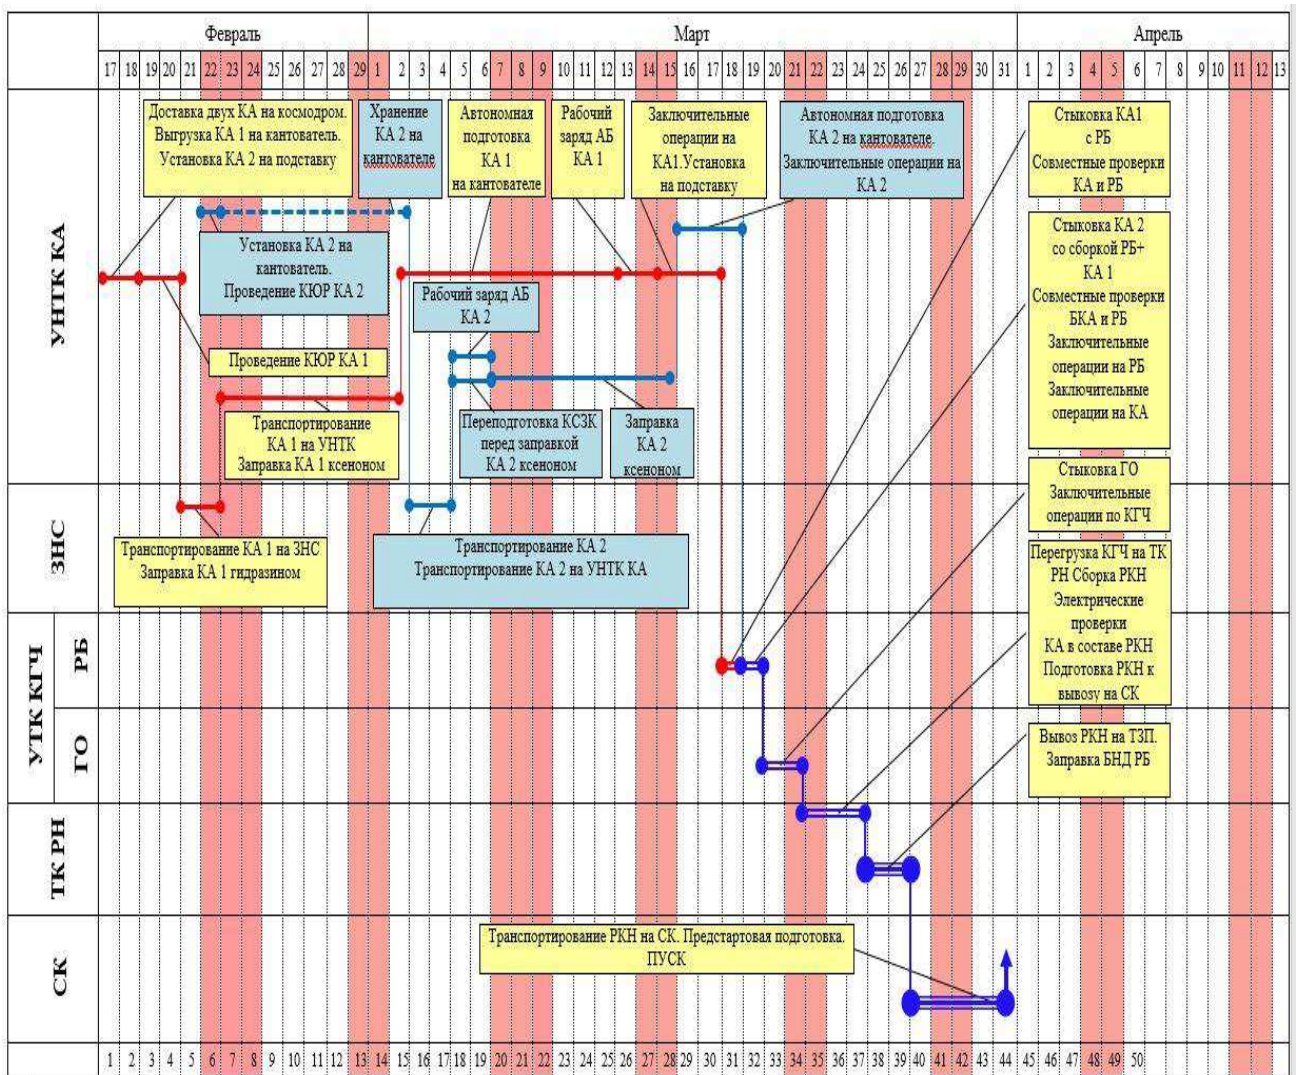 Февраль
Март
Апрель
17 18 19 20 21 22 23 24 25 26 27 28 29 1 2 3 4 5 6 7 8 9 10 11 12 13 14 15 16 17 18 19 20 21 22 23 24 25 26 27 28 29 30 31 1 2 3 4 5 6 7 8 9 10 11 12 13
УНТК КА
Доставка двух КА на космодром.
Выгрузка КА 1 на кантователь.
Установка КА 2 на подставку
Хранение
КА 2 на
кантователе
Автономная
подготовка
КА 1
на кантователе
Рабочий
заряд АБ
КА 1
Заключительные
операции на
КА1.Установка
на подставку
Автономная подготовка
КА 2 на кантователе.
Заключительные операции на
КА 2
Стыковка КА1
с РБ
Совместные проверки
КА и РБ
Установка КА 2 на
кантователь.
Проведение КЮР КА 2
Рабочий заряд АБ
КА 2
Стыковка КА 2
со сборкой РБ+
КА 1
Совместные проверки
БКА и РБ
Заключительные
операции на РБ
Заключительные
операции на КА
Проведение КЮР КА 1
Транспортирование
КА 1 на УНТК
Заправка КА 1 ксеноном
Переподготовка КСЗК
перед заправкой
КА 2 ксеноном
Заправка
КА 2
ксеноном
Стыковка ГО
Заключительные
операции по КГЧ
ЗНС
Транспортирование КА 1 на ЗНС
Заправка КА 1 гидразином
Транспортирование КА 2
Транспортирование КА 2 на УНТК КА
Перегрузка КГЧ на ТК
РН Сборка РКН
Электрические
проверки
КА в составе РКН
Подготовка РКН к
вывозу на СК
УТК КГЧ
РБ
ГО
Вывоз РКН на ТЗП.
Заправка БНД РБ
ТК РН
СК
Транспортирование РКН на СК. Предстартовая подготовка.
ПУСК
1 2 3 4 5 6 7 8 9 10 11 12 13 14 15 16 17 18 19 20 21 22 23 24 25 26 27 28 29 30 31 32 33 34 35 36 37 38 39 40 41 42 43 44 45 46 47 48 49 50